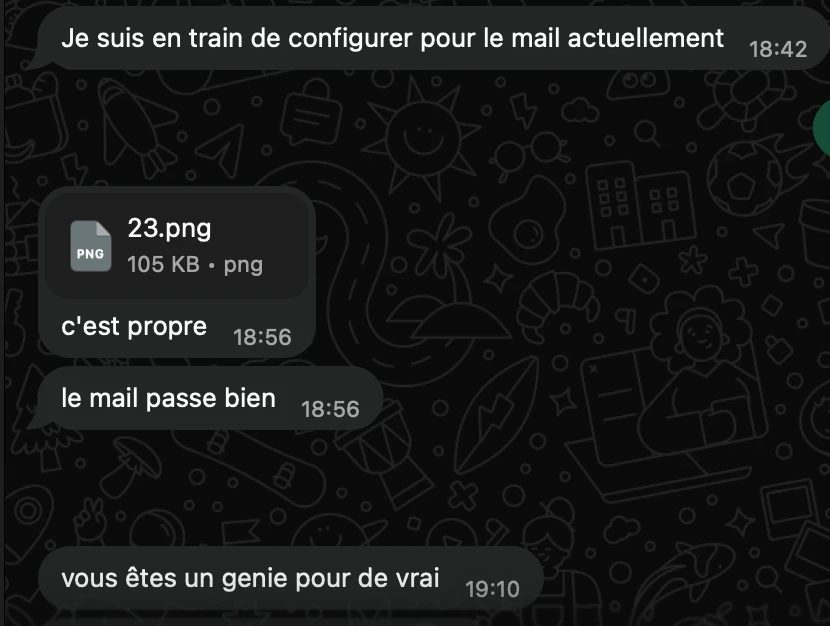 Je suis en train de configurer pour le mail actuellement 18:42
23.png
PNG
105 KB • png
c'est propre 18:56
le mail passe bien 18:56
vous êtes un genie pour de vrai 19:10